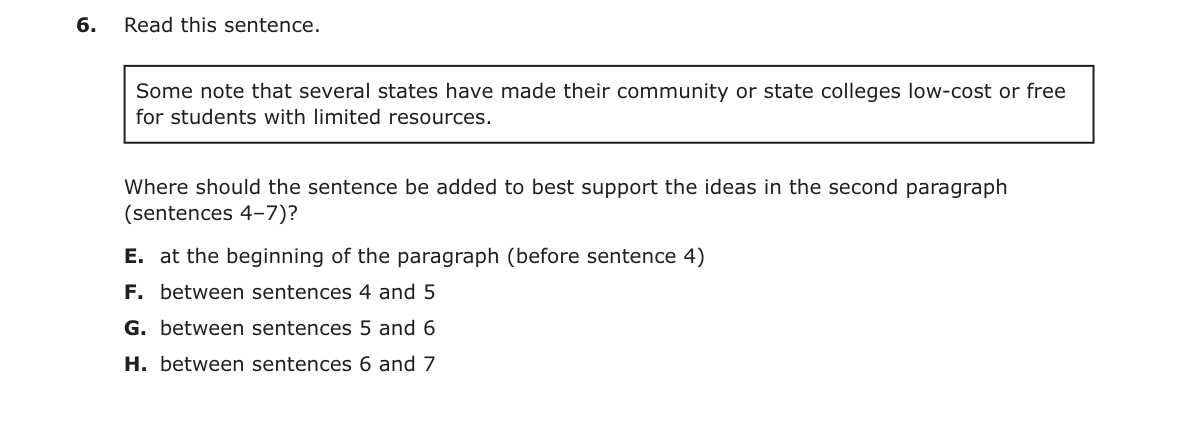 6. Read this sentence.
Some note that several states have made their community or state colleges low-cost or free
for students with limited resources.
Where should the sentence be added to best support the ideas in the second paragraph
(sentences 4–7)?
E. at the beginning of the paragraph (before sentence 4)
F. between sentences 4 and 5
G. between sentences 5 and 6
H. between sentences 6 and 7